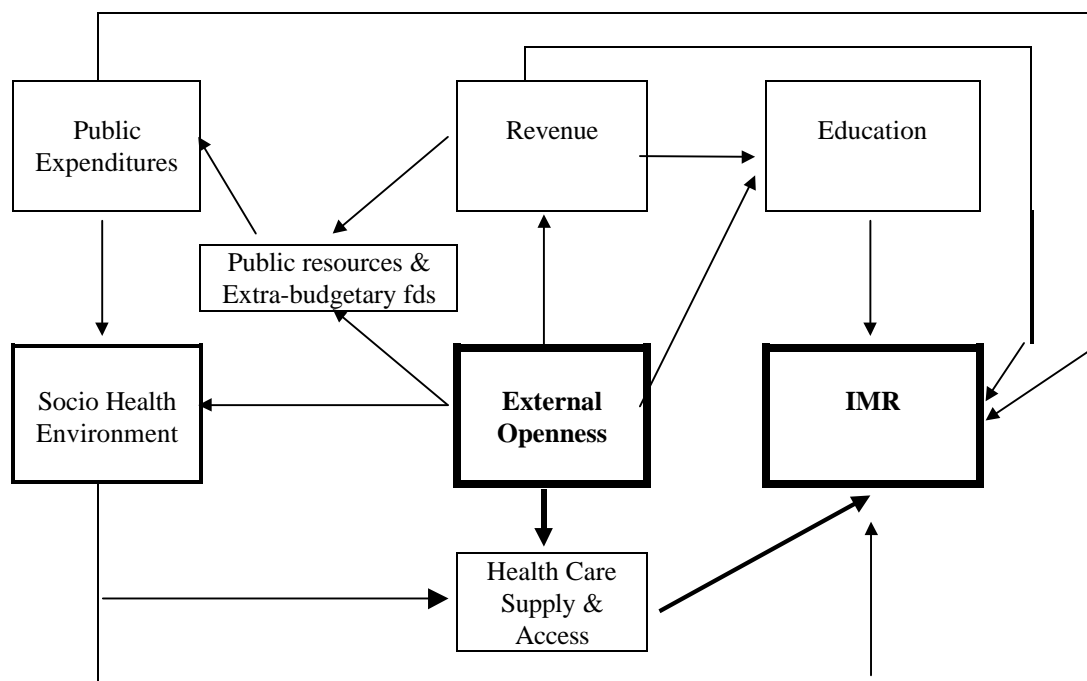 Public
Expenditures
Revenue
Education
Public resources &
Extra-budgetary fds
Socio Health
Environment
External
Openness
IMR
Health Care
Supply &
Access